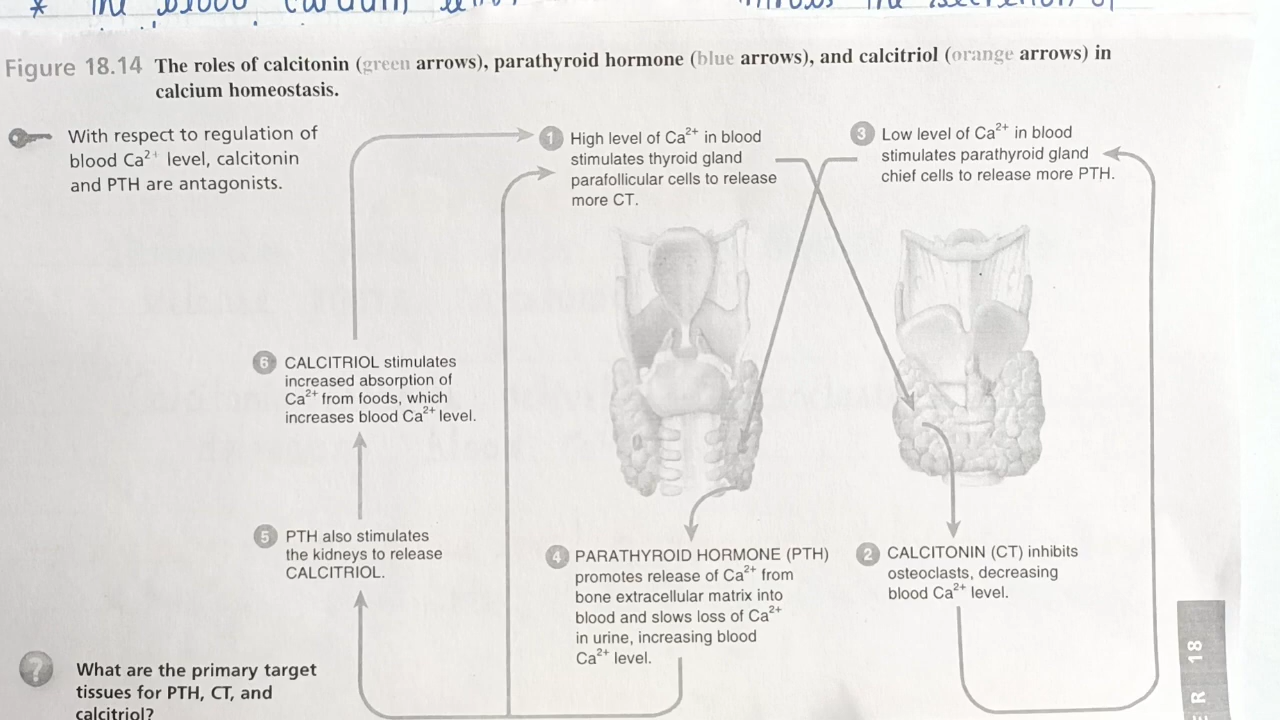 Figure 18.14 The roles of calcitonin (green arrows), parathyroid hormone (blue arrows), and calcitriol (orange arrows) in
calcium homeostasis.
With respect to regulation of
blood Ca²⁺ level, calcitonin
and PTH are antagonists.
1 High level of Ca²⁺ in blood
stimulates thyroid gland
parafollicular cells to release
more CT.
3 Low level of Ca²⁺ in blood
stimulates parathyroid gland
chief cells to release more PTH.
6 CALCITRIOL stimulates
increased absorption of
Ca²⁺ from foods, which
increases blood Ca²⁺ level.
5 PTH also stimulates
the kidneys to release
CALCITRIOL.
4 PARATHYROID HORMONE (PTH)
promotes release of Ca²⁺ from
bone extracellular matrix into
blood and slows loss of Ca²⁺
in urine, increasing blood
Ca²⁺ level.
2 CALCITONIN (CT) inhibits
osteoclasts, decreasing
blood Ca²⁺ level.
? What are the primary target
tissues for PTH, CT, and
calcitriol?
ER 18